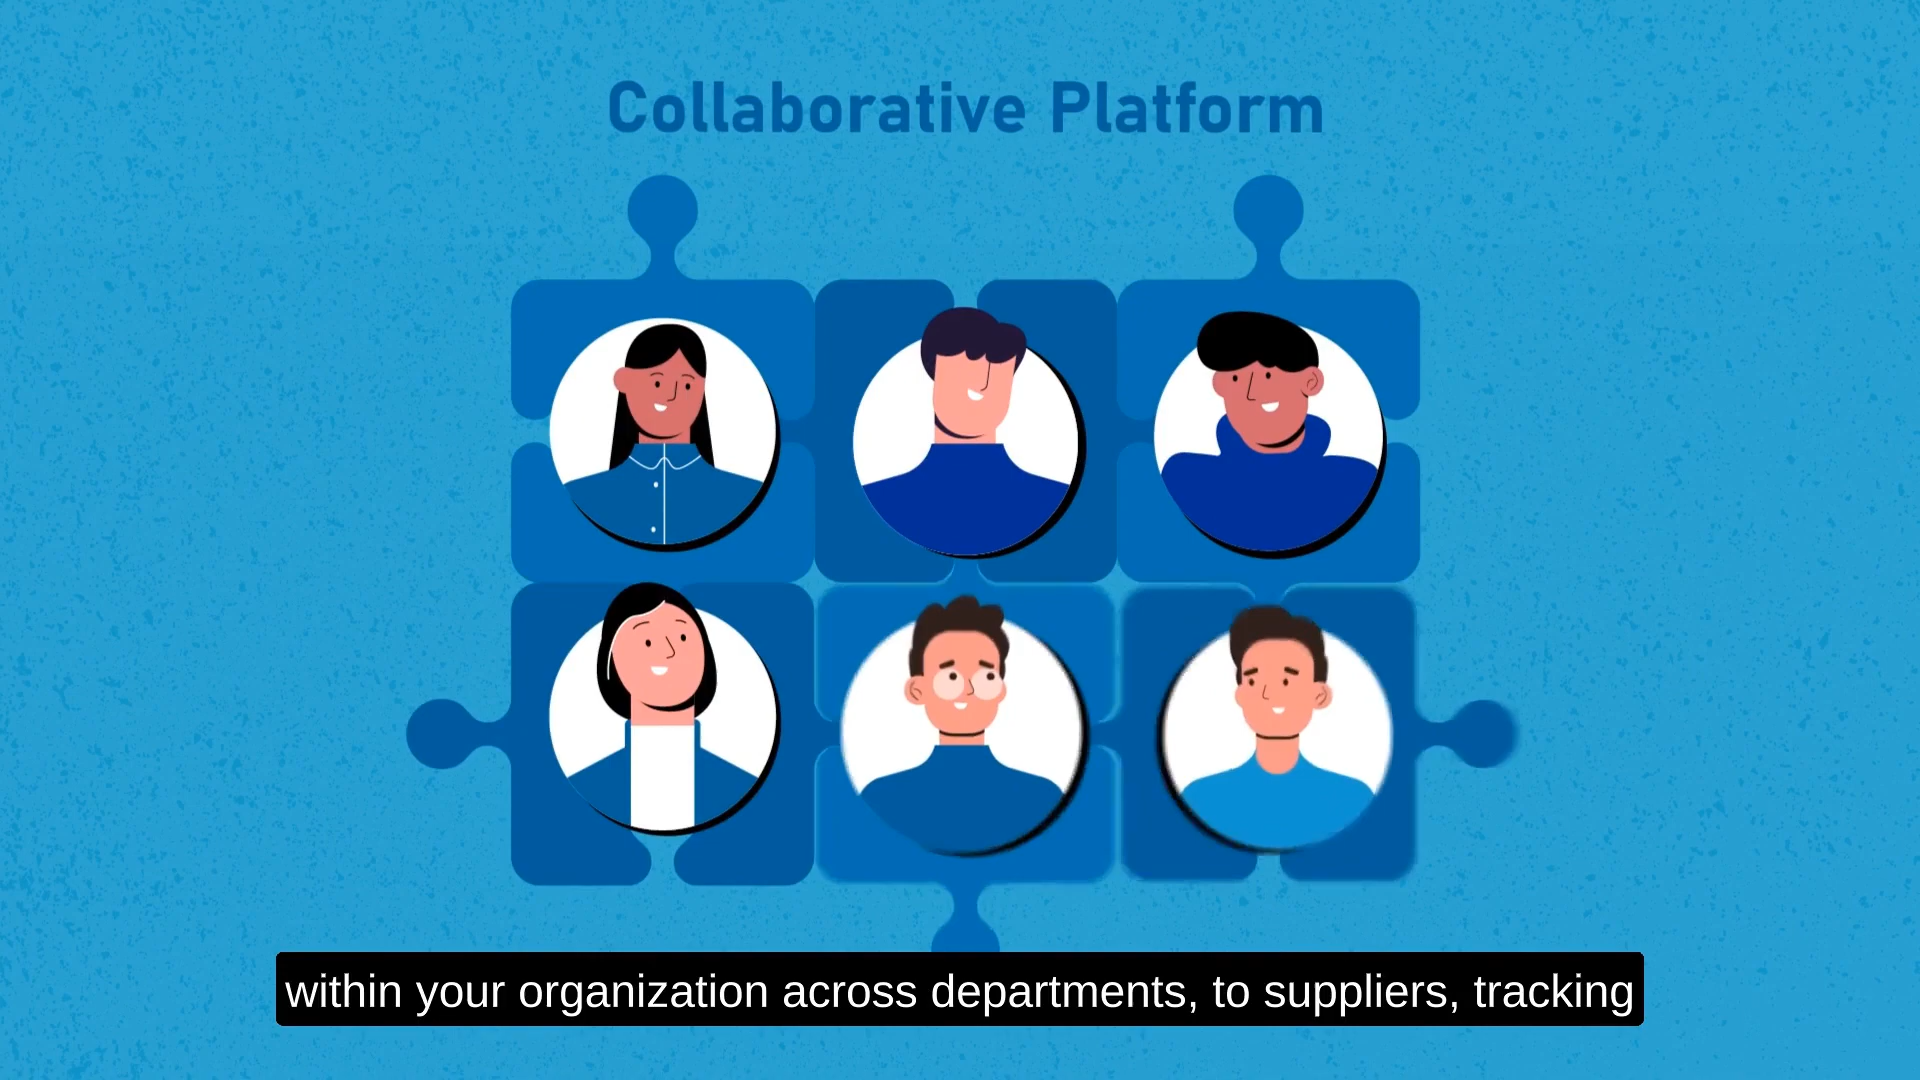 Collaborative Platform
within your organization across departments, to suppliers, tracking